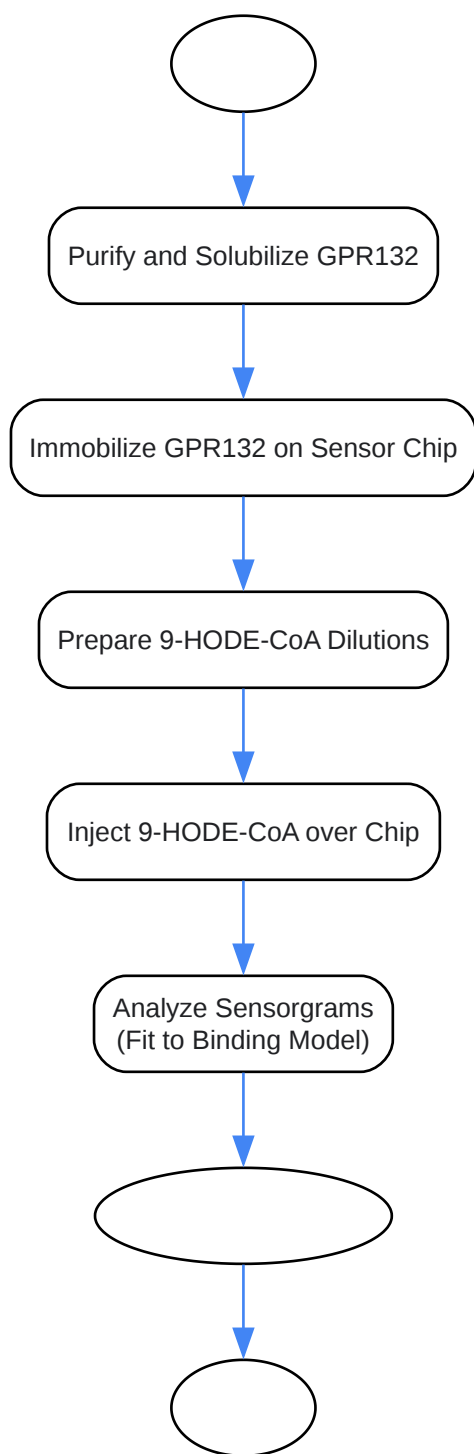 Purify and Solubilize GPR132
Immobilize GPR132 on Sensor Chip
Prepare 9-HODE-CoA Dilutions
Inject 9-HODE-CoA over Chip
Analyze Sensorgrams
(Fit to Binding Model)